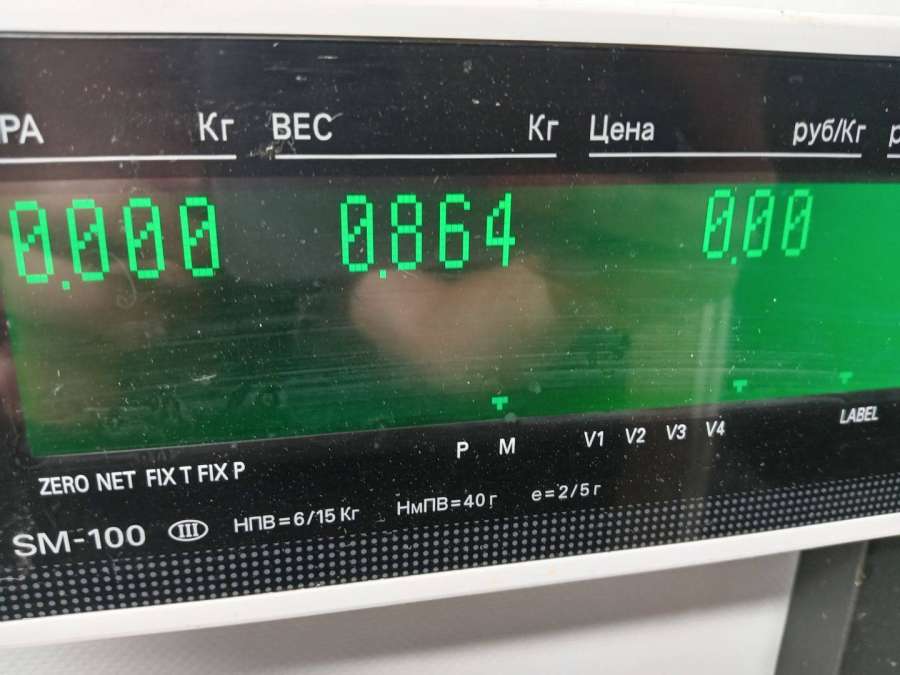 РА Кг ВЕС Кг Цена руб/Кг р
0.000 0.864 0.00
P M V1 V2 V3 V4 LABEL
ZERO NET FIX T FIX P
SM-100 III НПВ=6/15 Кг НмПВ=40 г e=2/5 г